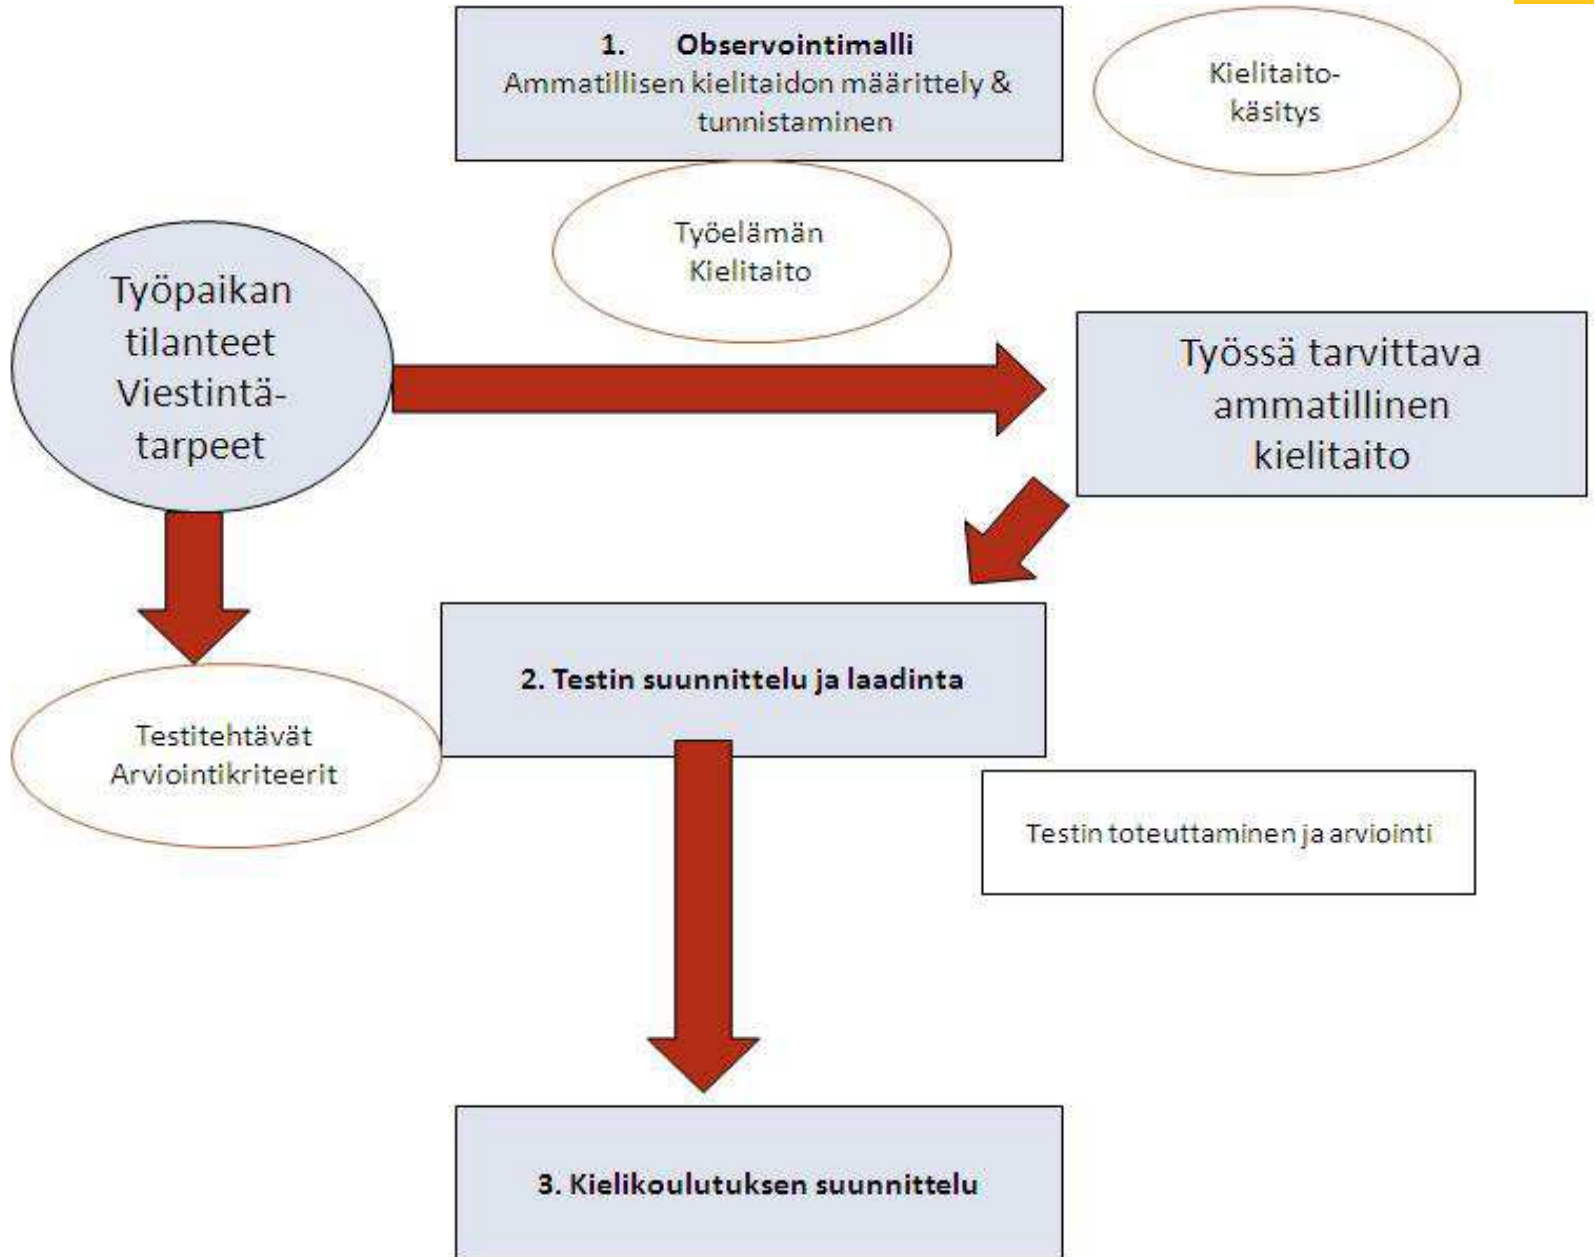 1. Observointimalli
Ammatillisen kielitaidon määrittely &
tunnistaminen
Kielitaito-
käsitys
Työelämän
Kielitaito
Työpaikan
tilanteet
Viestintä-
tarpeet
Työssä tarvittava
ammatillinen
kielitaito
2. Testin suunnittelu ja laadinta
Testitehtävät
Arviointikriteerit
Testin toteuttaminen ja arviointi
3. Kielikoulutuksen suunnittelu